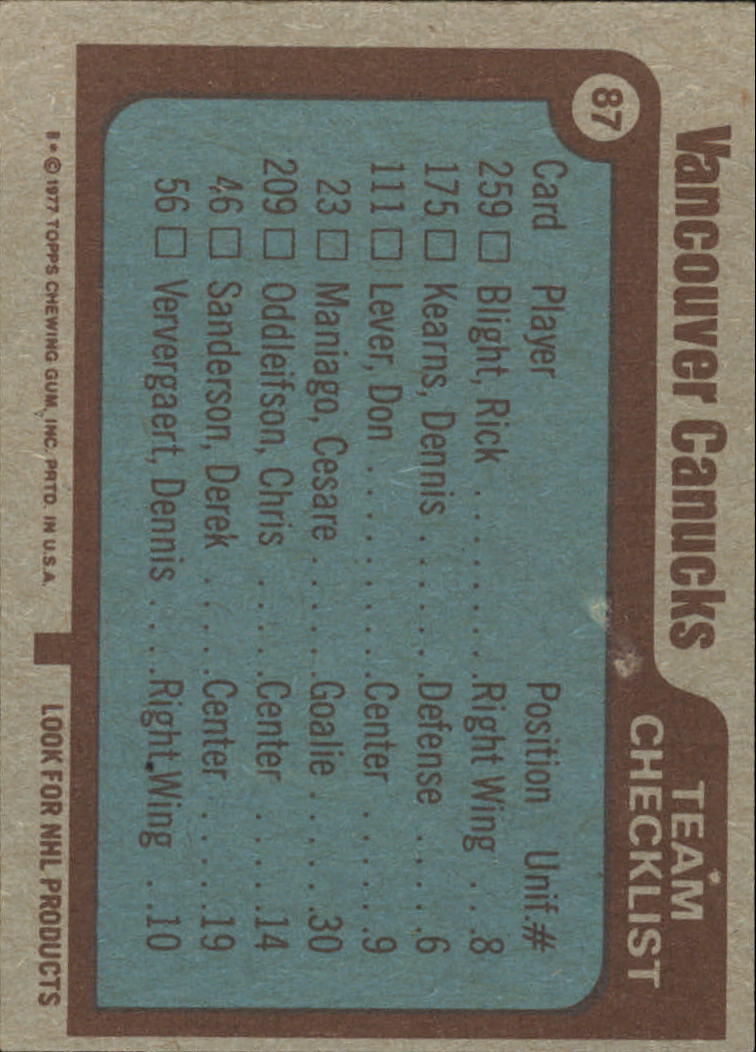 Vancouver Canucks
TEAM
CHECKLIST
87
Card Player Position Unif.#
259 □ Blight, Rick . . . . . . . . . .Right Wing . . .8
175 □ Kearns, Dennis . . . . . . . .Defense . . . . .6
111 □ Lever, Don . . . . . . . . . . .Center . . . . . .9
23 □ Maniago, Cesare . . . . . .Goalie . . . . . .30
209 □ Oddleifson, Chris . . . . .Center . . . . .14
46 □ Sanderson, Derek . . . . .Center . . . . .19
56 □ Ververgaert, Dennis . . . .Right Wing . .10
B * © 1977 TOPPS CHEWING GUM, INC. PRTD. IN U.S.A.
LOOK FOR NHL PRODUCTS